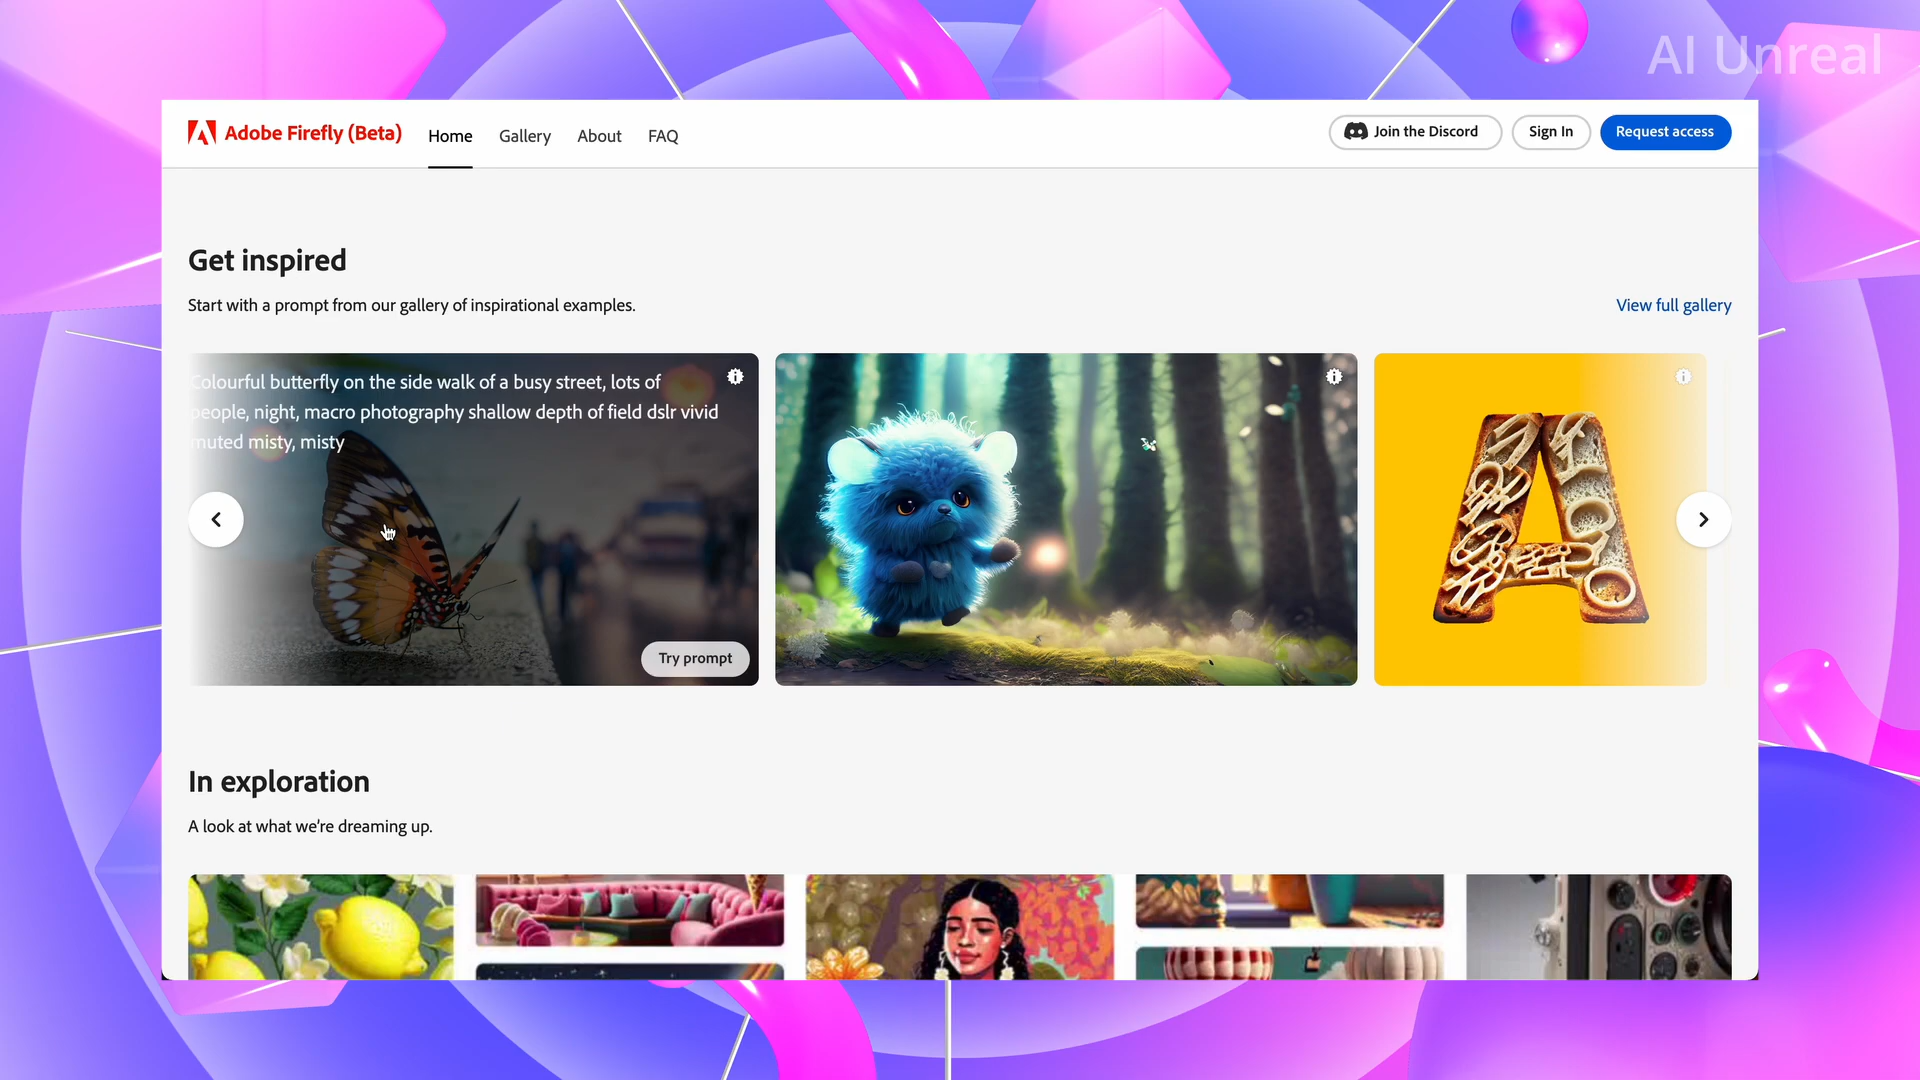 AI Unreal
Adobe Firefly (Beta)
Home
Gallery
About
FAQ
Join the Discord
Sign In
Request access
Get inspired
Start with a prompt from our gallery of inspirational examples.
View full gallery
Colourful butterfly on the side walk of a busy street, lots of
people, night, macro photography shallow depth of field dslr vivid
muted misty, misty
Try prompt
A
In exploration
A look at what we’re dreaming up.